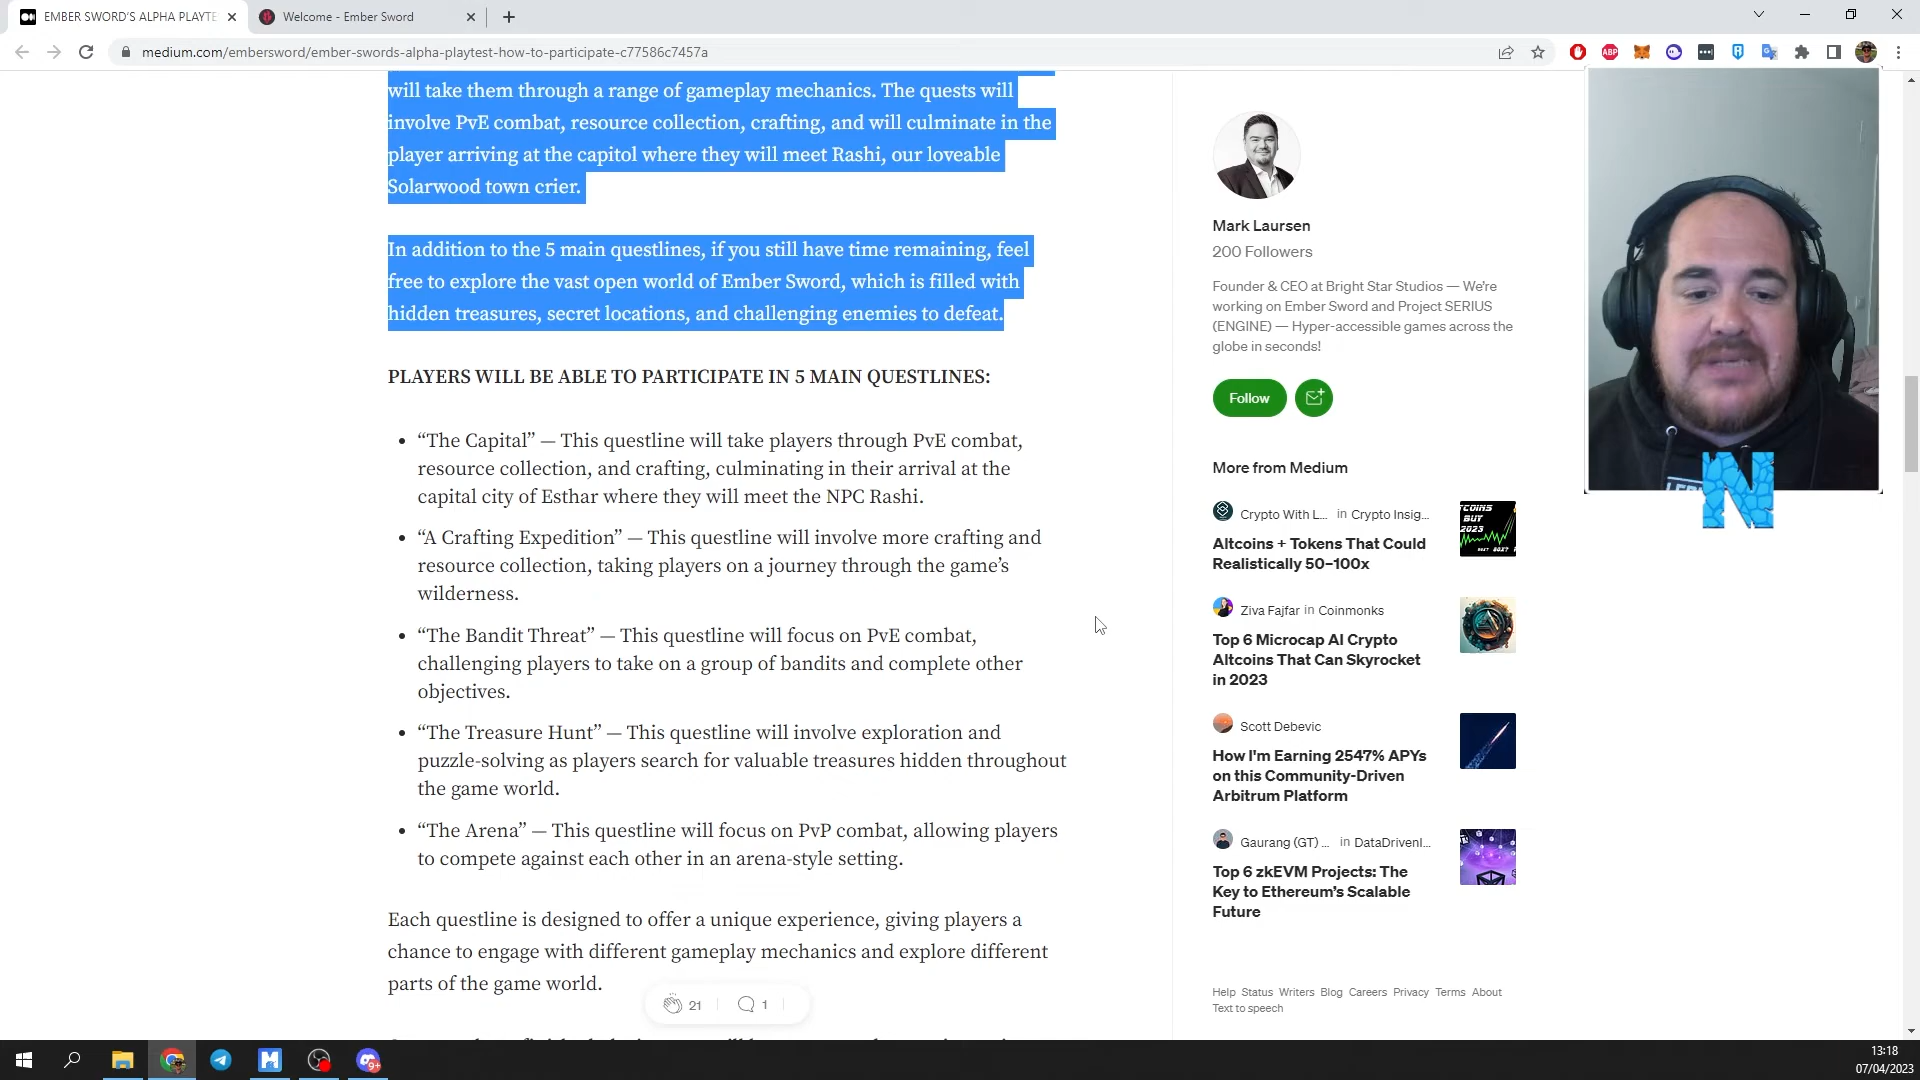 EMBER SWORD'S ALPHA PLAYTE
Welcome - Ember Sword
medium.com/embersword/ember-swords-alpha-playtest-how-to-participate-c77586c7457a
will take them through a range of gameplay mechanics. The quests will
involve PvE combat, resource collection, crafting, and will culminate in the
player arriving at the capitol where they will meet Rashi, our loveable
Solarwood town crier.
In addition to the 5 main questlines, if you still have time remaining, feel
free to explore the vast open world of Ember Sword, which is filled with
hidden treasures, secret locations, and challenging enemies to defeat.
PLAYERS WILL BE ABLE TO PARTICIPATE IN 5 MAIN QUESTLINES:
• “The Capital” — This questline will take players through PvE combat,
resource collection, and crafting, culminating in their arrival at the
capital city of Esthar where they will meet the NPC Rashi.
• “A Crafting Expedition” — This questline will involve more crafting and
resource collection, taking players on a journey through the game’s
wilderness.
• “The Bandit Threat” — This questline will focus on PvE combat,
challenging players to take on a group of bandits and complete other
objectives.
• “The Treasure Hunt” — This questline will involve exploration and
puzzle-solving as players search for valuable treasures hidden throughout
the game world.
• “The Arena” — This questline will focus on PvP combat, allowing players
to compete against each other in an arena-style setting.
Each questline is designed to offer a unique experience, giving players a
chance to engage with different gameplay mechanics and explore different
parts of the game world.
21
1
Mark Laursen
200 Followers
Founder & CEO at Bright Star Studios — We're
working on Ember Sword and Project SERIUS
(ENGINE) — Hyper-accessible games across the
globe in seconds!
Follow
More from Medium
Crypto With L... in Crypto Insig...
Altcoins + Tokens That Could
Realistically 50–100x
Ziva Fajfar in Coinmonks
Top 6 Microcap AI Crypto
Altcoins That Can Skyrocket
in 2023
Scott Debevic
How I'm Earning 2547% APYs
on this Community-Driven
Arbitrum Platform
Gaurang (GT) ... in DataDrivenI...
Top 6 zkEVM Projects: The
Key to Ethereum's Scalable
Future
Help Status Writers Blog Careers Privacy Terms About
Text to speech
ABP
N
9+
13:18
07/04/2023